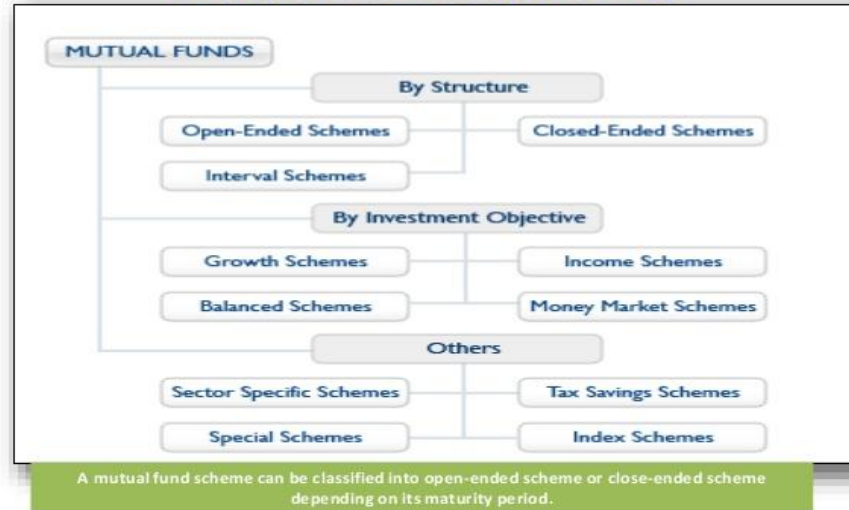 MUTUAL FUNDS
By Structure
Open-Ended Schemes
Closed-Ended Schemes
Interval Schemes
By Investment Objective
Growth Schemes
Income Schemes
Balanced Schemes
Money Market Schemes
Others
Sector Specific Schemes
Tax Savings Schemes
Special Schemes
Index Schemes
A mutual fund scheme can be classified into open-ended scheme or close-ended scheme
depending on its maturity period.